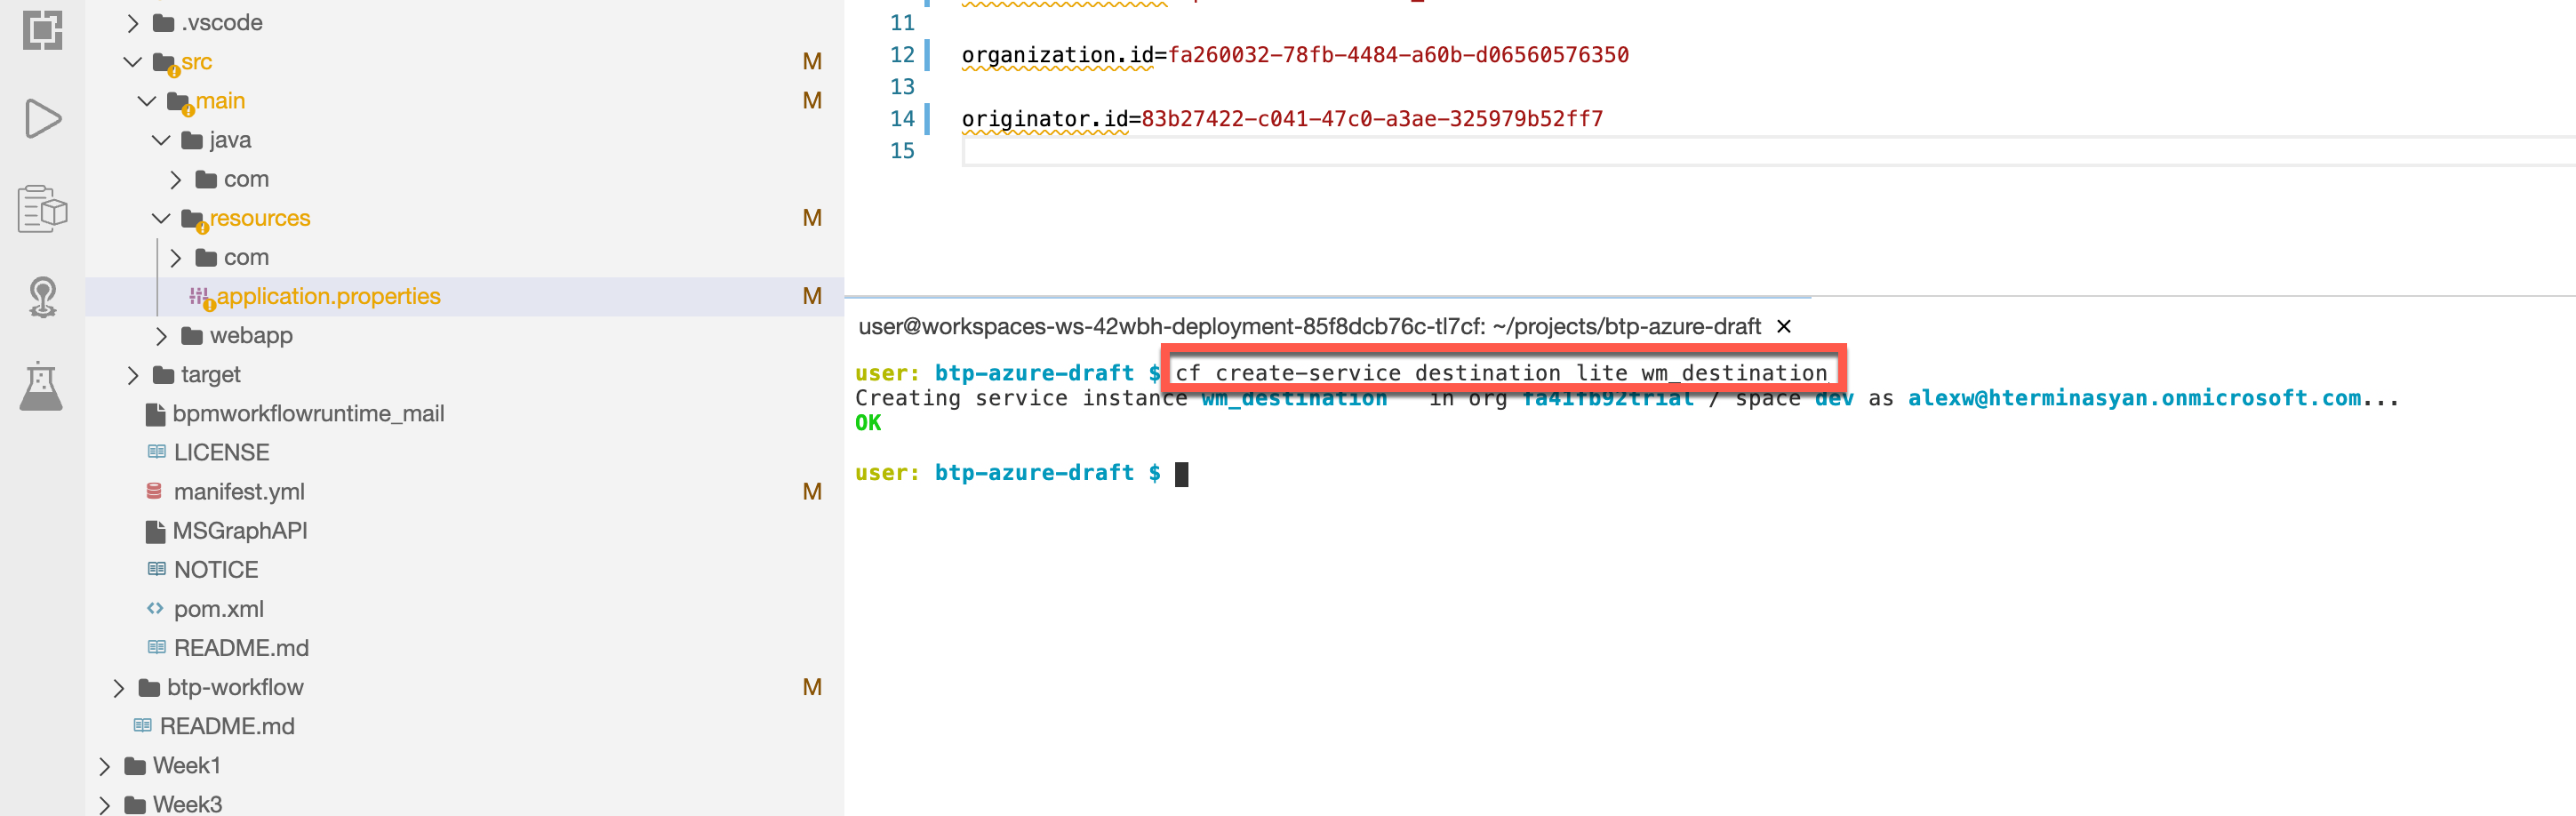 .vscode
src M
main M
java
com
resources M
com
application.properties M
webapp
target
bpmworkflowruntime_mail
LICENSE
manifest.yml M
MSGraphAPI
NOTICE
pom.xml
README.md
btp-workflow M
README.md
Week1
Week3
11
12 organization.id=fa260032-78fb-4484-a60b-d06560576350
13
14 originator.id=83b27422-c041-47c0-a3ae-325979b52ff7
15
user@workspaces-ws-42wbh-deployment-85f8dcb76c-tl7cf: ~/projects/btp-azure-draft ×
user: btp-azure-draft $ cf create-service destination lite wm_destination
Creating service instance wm_destination in org fa41fb92trial / space dev as alexw@hterminasyan.onmicrosoft.com...
OK
user: btp-azure-draft $